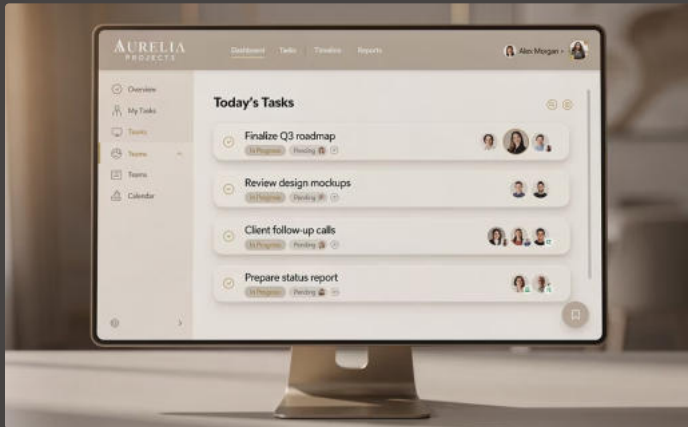 AURELIA
PROJECTS
Dashboard Tasks Timeline Reports
Alex Morgan
Overview
My Tasks
Teams
Teams
Teams
Calendar
Today's Tasks
Finalize Q3 roadmap
In Progress Pending
Review design mockups
In Progress Pending
Client follow-up calls
In Progress Pending
Prepare status report
In Progress Pending